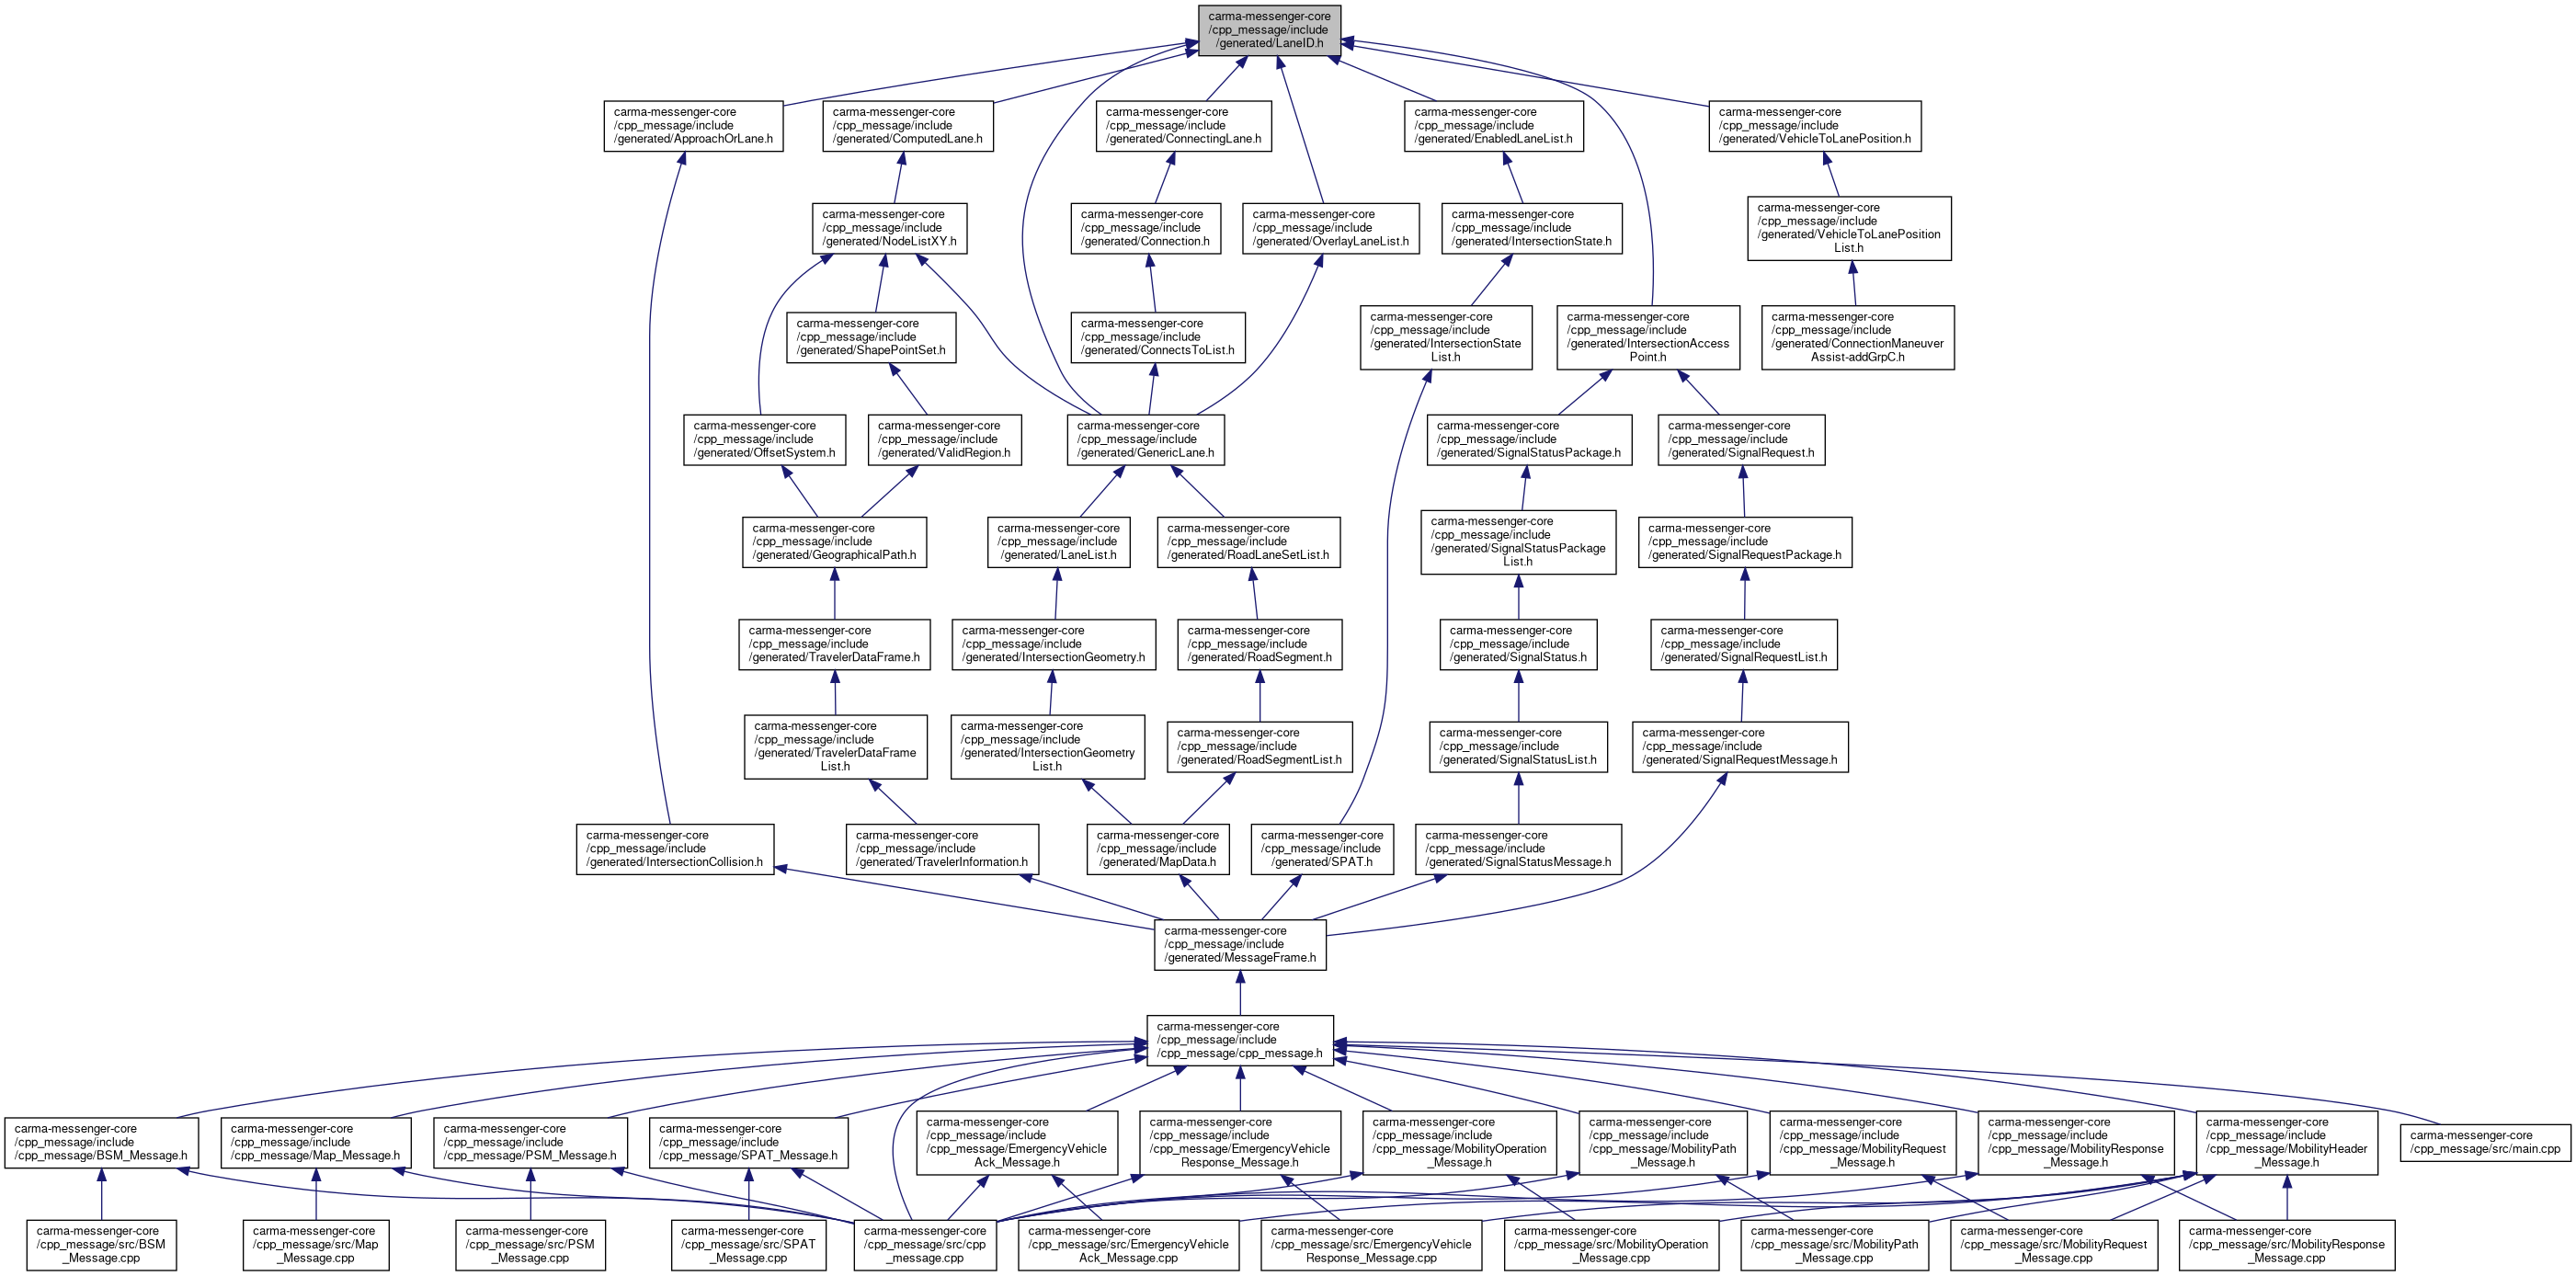 carma-messenger-core
/cpp_message/include
/generated/LaneID.h
carma-messenger-core
/cpp_message/include
/generated/ApproachOrLane.h
carma-messenger-core
/cpp_message/include
/generated/ComputedLane.h
carma-messenger-core
/cpp_message/include
/generated/ConnectingLane.h
carma-messenger-core
/cpp_message/include
/generated/EnabledLaneList.h
carma-messenger-core
/cpp_message/include
/generated/VehicleToLanePosition.h
carma-messenger-core
/cpp_message/include
/generated/NodeListXY.h
carma-messenger-core
/cpp_message/include
/generated/Connection.h
carma-messenger-core
/cpp_message/include
/generated/OverlayLaneList.h
carma-messenger-core
/cpp_message/include
/generated/IntersectionState.h
carma-messenger-core
/cpp_message/include
/generated/VehicleToLanePosition
List.h
carma-messenger-core
/cpp_message/include
/generated/ShapePointSet.h
carma-messenger-core
/cpp_message/include
/generated/ConnectsToList.h
carma-messenger-core
/cpp_message/include
/generated/IntersectionState
List.h
carma-messenger-core
/cpp_message/include
/generated/IntersectionAccess
Point.h
carma-messenger-core
/cpp_message/include
/generated/ConnectionManeuver
Assist-addGrpC.h
carma-messenger-core
/cpp_message/include
/generated/OffsetSystem.h
carma-messenger-core
/cpp_message/include
/generated/ValidRegion.h
carma-messenger-core
/cpp_message/include
/generated/GenericLane.h
carma-messenger-core
/cpp_message/include
/generated/SignalStatusPackage.h
carma-messenger-core
/cpp_message/include
/generated/SignalRequest.h
carma-messenger-core
/cpp_message/include
/generated/GeographicalPath.h
carma-messenger-core
/cpp_message/include
/generated/LaneList.h
carma-messenger-core
/cpp_message/include
/generated/RoadLaneSetList.h
carma-messenger-core
/cpp_message/include
/generated/SignalStatusPackage
List.h
carma-messenger-core
/cpp_message/include
/generated/SignalRequestPackage.h
carma-messenger-core
/cpp_message/include
/generated/TravelerDataFrame.h
carma-messenger-core
/cpp_message/include
/generated/IntersectionGeometry.h
carma-messenger-core
/cpp_message/include
/generated/RoadSegment.h
carma-messenger-core
/cpp_message/include
/generated/SignalStatus.h
carma-messenger-core
/cpp_message/include
/generated/SignalRequestList.h
carma-messenger-core
/cpp_message/include
/generated/TravelerDataFrame
List.h
carma-messenger-core
/cpp_message/include
/generated/IntersectionGeometry
List.h
carma-messenger-core
/cpp_message/include
/generated/RoadSegmentList.h
carma-messenger-core
/cpp_message/include
/generated/SignalStatusList.h
carma-messenger-core
/cpp_message/include
/generated/SignalRequestMessage.h
carma-messenger-core
/cpp_message/include
/generated/IntersectionCollision.h
carma-messenger-core
/cpp_message/include
/generated/TravelerInformation.h
carma-messenger-core
/cpp_message/include
/generated/MapData.h
carma-messenger-core
/cpp_message/include
/generated/SPAT.h
carma-messenger-core
/cpp_message/include
/generated/SignalStatusMessage.h
carma-messenger-core
/cpp_message/include
/generated/MessageFrame.h
carma-messenger-core
/cpp_message/include
/cpp_message/cpp_message.h
carma-messenger-core
/cpp_message/include
/cpp_message/BSM_Message.h
carma-messenger-core
/cpp_message/include
/cpp_message/Map_Message.h
carma-messenger-core
/cpp_message/include
/cpp_message/PSM_Message.h
carma-messenger-core
/cpp_message/include
/cpp_message/SPAT_Message.h
carma-messenger-core
/cpp_message/include
/cpp_message/EmergencyVehicle
Ack_Message.h
carma-messenger-core
/cpp_message/include
/cpp_message/EmergencyVehicle
Response_Message.h
carma-messenger-core
/cpp_message/include
/cpp_message/MobilityOperation
_Message.h
carma-messenger-core
/cpp_message/include
/cpp_message/MobilityPath
_Message.h
carma-messenger-core
/cpp_message/include
/cpp_message/MobilityRequest
_Message.h
carma-messenger-core
/cpp_message/include
/cpp_message/MobilityResponse
_Message.h
carma-messenger-core
/cpp_message/include
/cpp_message/MobilityHeader
_Message.h
carma-messenger-core
/cpp_message/src/main.cpp
carma-messenger-core
/cpp_message/src/BSM
_Message.cpp
carma-messenger-core
/cpp_message/src/Map
_Message.cpp
carma-messenger-core
/cpp_message/src/PSM
_Message.cpp
carma-messenger-core
/cpp_message/src/SPAT
_Message.cpp
carma-messenger-core
/cpp_message/src/cpp
_message.cpp
carma-messenger-core
/cpp_message/src/EmergencyVehicle
Ack_Message.cpp
carma-messenger-core
/cpp_message/src/EmergencyVehicle
Response_Message.cpp
carma-messenger-core
/cpp_message/src/MobilityOperation
_Message.cpp
carma-messenger-core
/cpp_message/src/MobilityPath
_Message.cpp
carma-messenger-core
/cpp_message/src/MobilityRequest
_Message.cpp
carma-messenger-core
/cpp_message/src/MobilityResponse
_Message.cpp